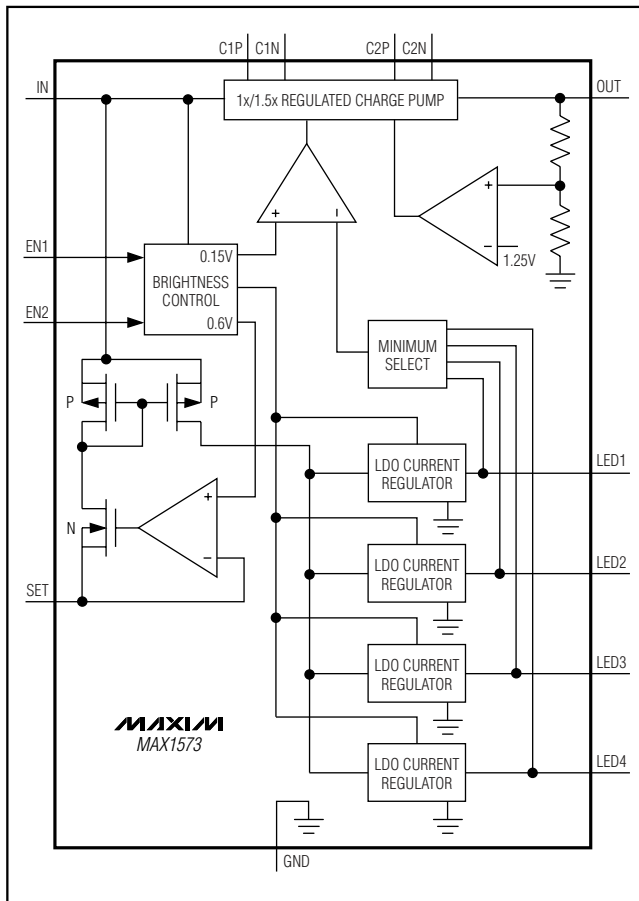 C1P C1N C2P C2N
IN
OUT
1x/1.5x REGULATED CHARGE PUMP
+ −
+
−
1.25V
EN1
0.15V
BRIGHTNESS
CONTROL
EN2
0.6V
MINIMUM
SELECT
P P
LDO CURRENT
REGULATOR
LED1
+
N
−
LDO CURRENT
REGULATOR
LED2
SET
LDO CURRENT
REGULATOR
LED3
MAXIM
MAX1573
LDO CURRENT
REGULATOR
LED4
GND